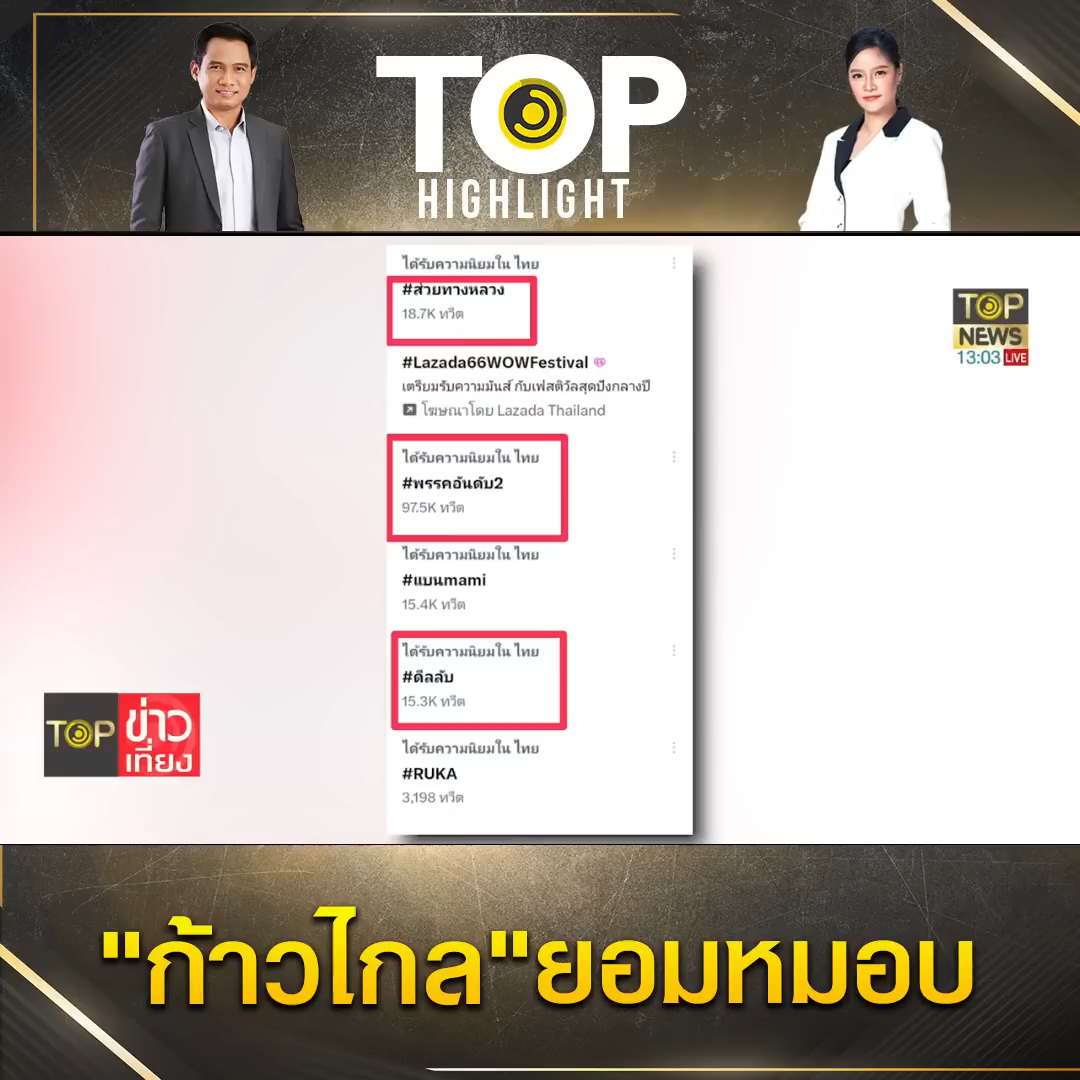 TOP
HIGHLIGHT
ได้รับความนิยมใน ไทย
#ส่วยทางหลวง
18.7K ทวีต
#Lazada66WOWFestival
เตรียมรับความมันส์ กับเฟสติวัลสุดปังกลางปี
โฆษณาโดย Lazada Thailand
ได้รับความนิยมใน ไทย
#พรรคอันดับ2
97.5K ทวีต
ได้รับความนิยมใน ไทย
#แบนmami
15.4K ทวีต
ได้รับความนิยมใน ไทย
#ดีลลับ
15.3K ทวีต
ได้รับความนิยมใน ไทย
#RUKA
3,198 ทวีต
TOP
NEWS
13:03 LIVE
TOP ข่าว
เที่ยง
"ก้าวไกล"ยอมหมอบ